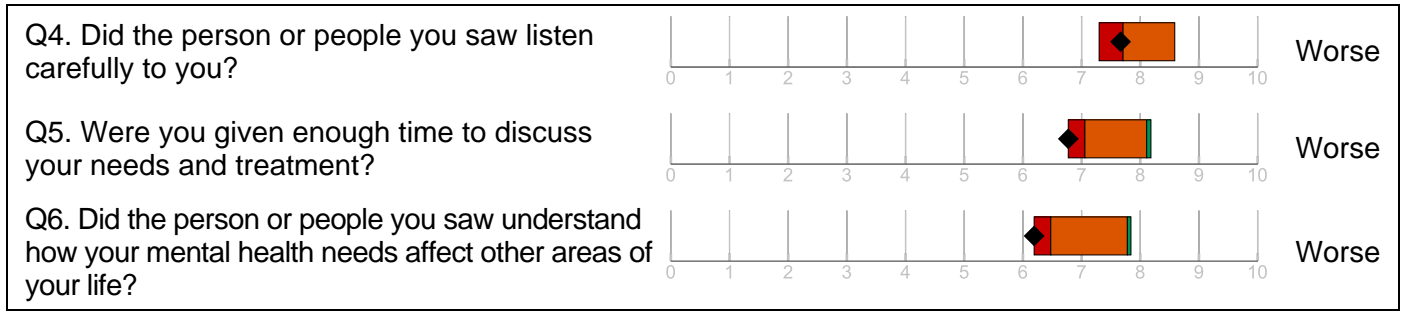 Q4. Did the person or people you saw listen
carefully to you?
Worse
0 1 2 3 4 5 6 7 8 9 10
Q5. Were you given enough time to discuss
your needs and treatment?
Worse
0 1 2 3 4 5 6 7 8 9 10
Q6. Did the person or people you saw understand
how your mental health needs affect other areas of
your life?
Worse
0 1 2 3 4 5 6 7 8 9 10